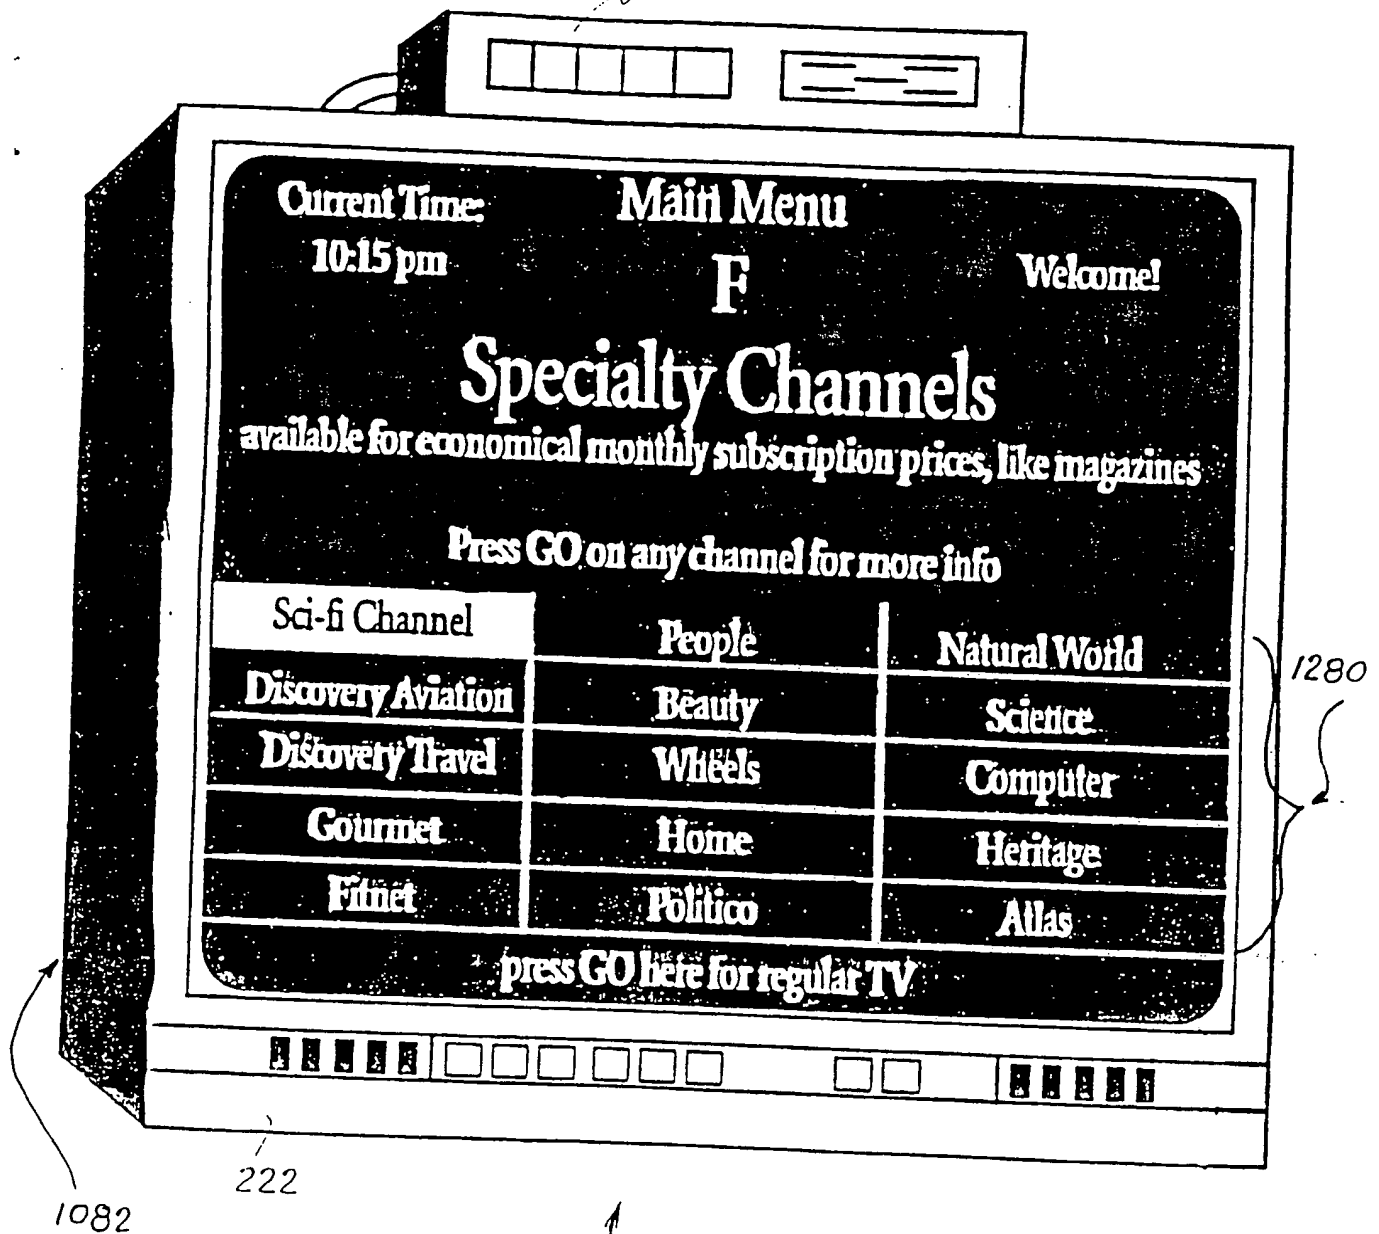 Current Time:
Main Menu
10:15 pm
F
Welcome!
Specialty Channels
available for economical monthly subscription prices, like magazines
Press GO on any channel for more info
Sci-fi Channel
People
Natural World
Discovery Aviation
Beauty
Science
Discovery Travel
Wheels
Computer
Gourmet
Home
Heritage
Fitnet
Politico
Atlas
press GO here for regular TV
1280
222
1082